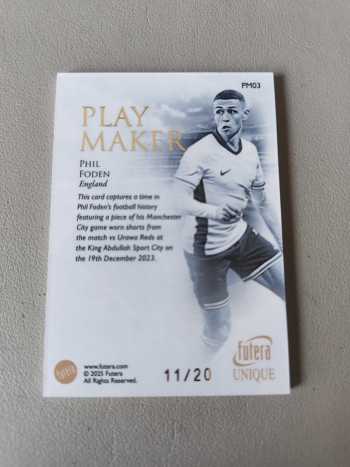 PM03
PLAY
MAKER
PHIL
FODEN
England
This card captures a time in
Phil Foden's football history
featuring a piece of his Manchester
City game worn shorts from
the match vs Urawa Reds at
the King Abdullah Sport City on
the 19th December 2023.
futera
UNIQUE
futera
www.futera.com
© 2025 Futera
All Rights Reserved.
11/20